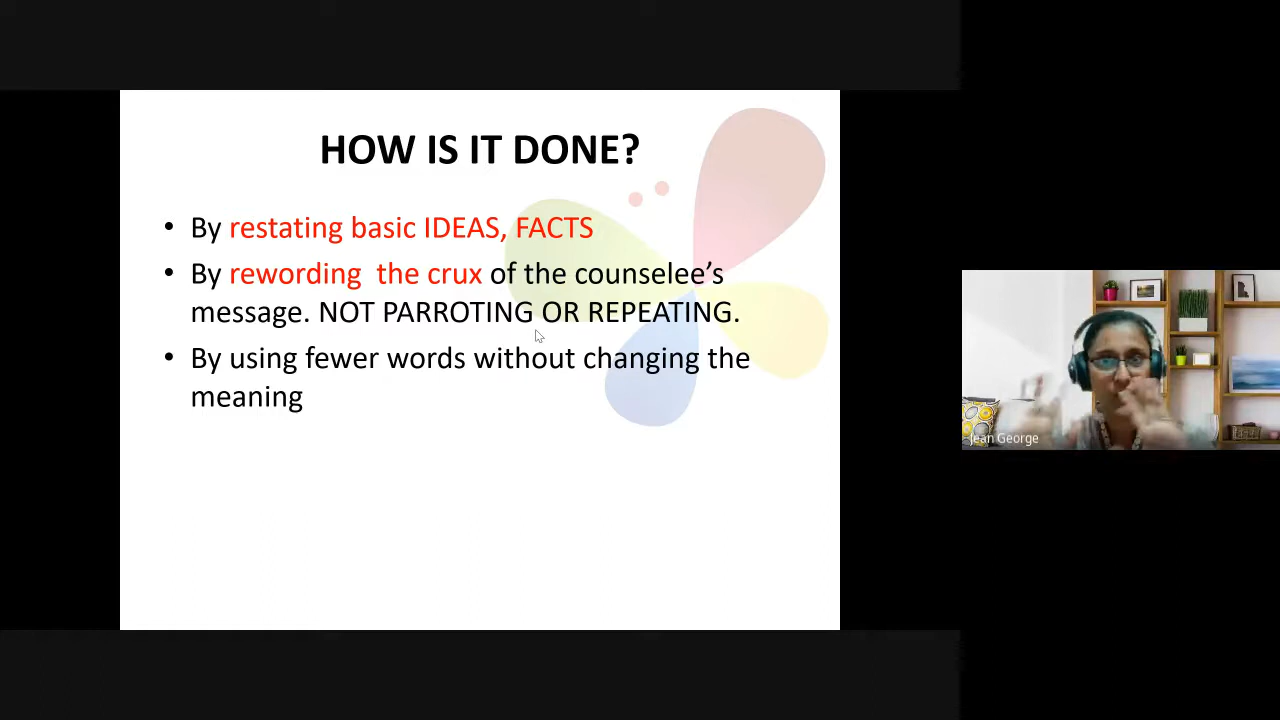 HOW IS IT DONE?
• By restating basic IDEAS, FACTS
• By rewording the crux of the counselee’s
message. NOT PARROTING OR REPEATING.
• By using fewer words without changing the
meaning
Jean George